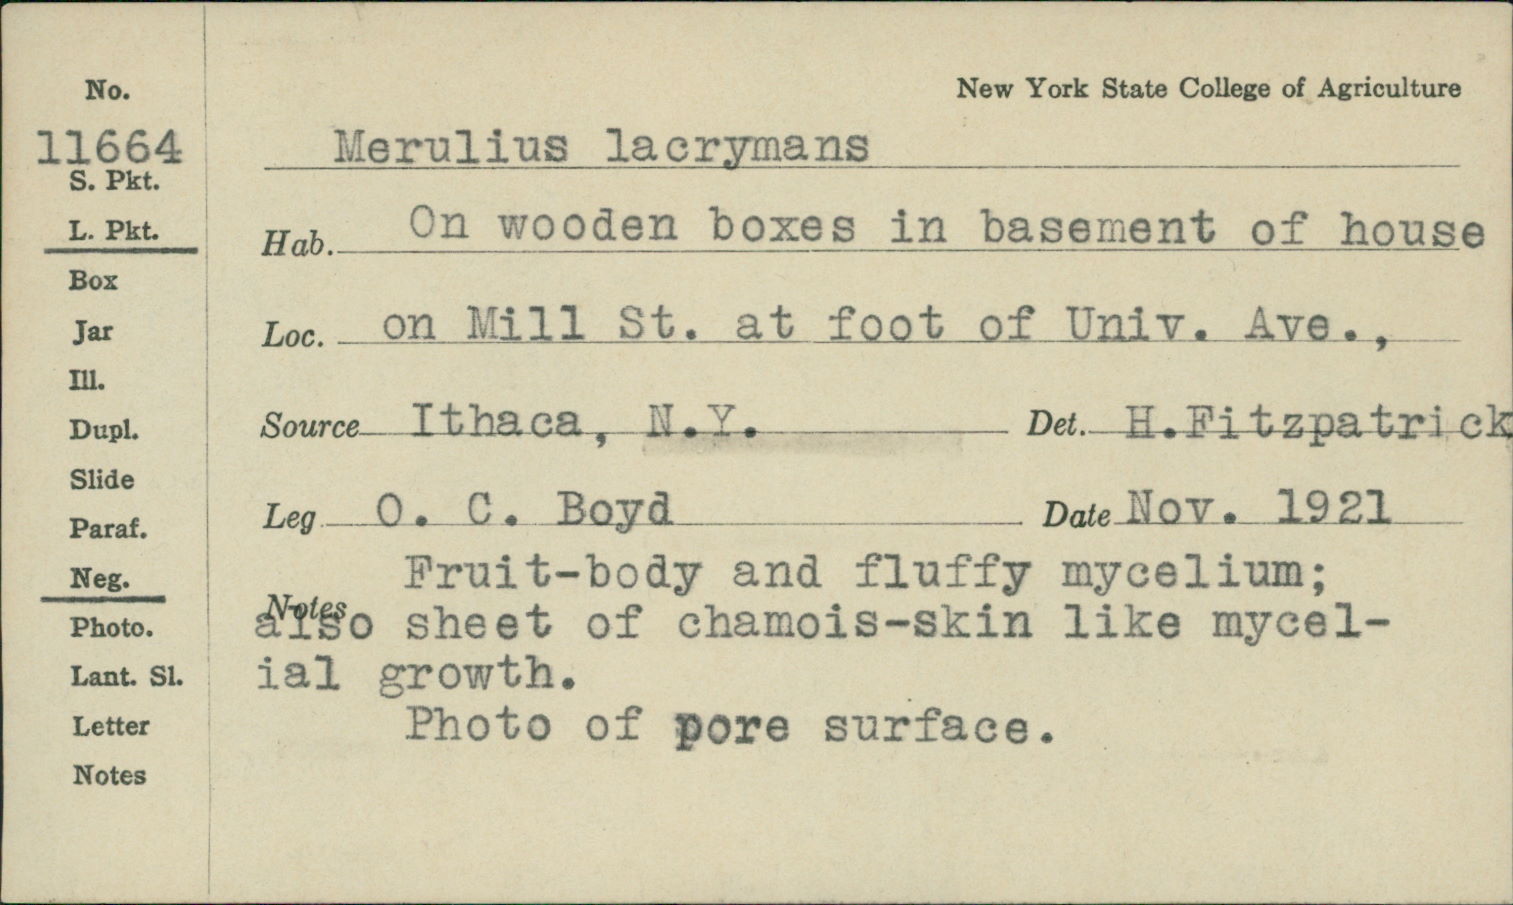 No.
New York State College of Agriculture
11664
Merulius lacrymans
S. Pkt.
L. Pkt.
Hab. On wooden boxes in basement of house
Box
Jar
Loc. on Mill St. at foot of Univ. Ave.,
Ill.
Dupl.
Source Ithaca, N.Y. Det. H.Fitzpatrick
Slide
Paraf.
Leg O. C. Boyd Date Nov. 1921
Neg.
Fruit-body and fluffy mycelium;
Notes
also sheet of chamois-skin like mycel-
Photo.
ial growth.
Lant. Sl.
Photo of pore surface.
Letter
Notes